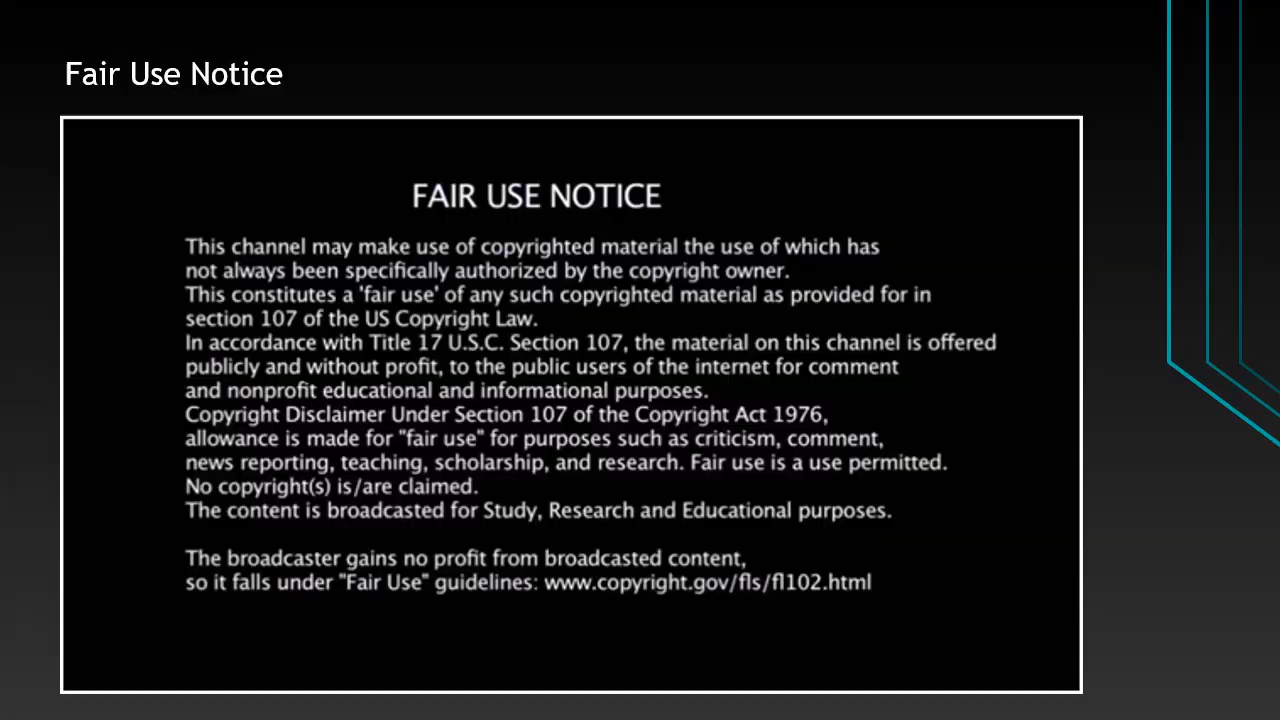 Fair Use Notice
FAIR USE NOTICE
This channel may make use of copyrighted material the use of which has
not always been specifically authorized by the copyright owner.
This constitutes a 'fair use' of any such copyrighted material as provided for in
section 107 of the US Copyright Law.
In accordance with Title 17 U.S.C. Section 107, the material on this channel is offered
publicly and without profit, to the public users of the internet for comment
and nonprofit educational and informational purposes.
Copyright Disclaimer Under Section 107 of the Copyright Act 1976,
allowance is made for "fair use" for purposes such as criticism, comment,
news reporting, teaching, scholarship, and research. Fair use is a use permitted.
No copyright(s) is/are claimed.
The content is broadcasted for Study, Research and Educational purposes.
The broadcaster gains no profit from broadcasted content,
so it falls under "Fair Use" guidelines: www.copyright.gov/fls/fl102.html